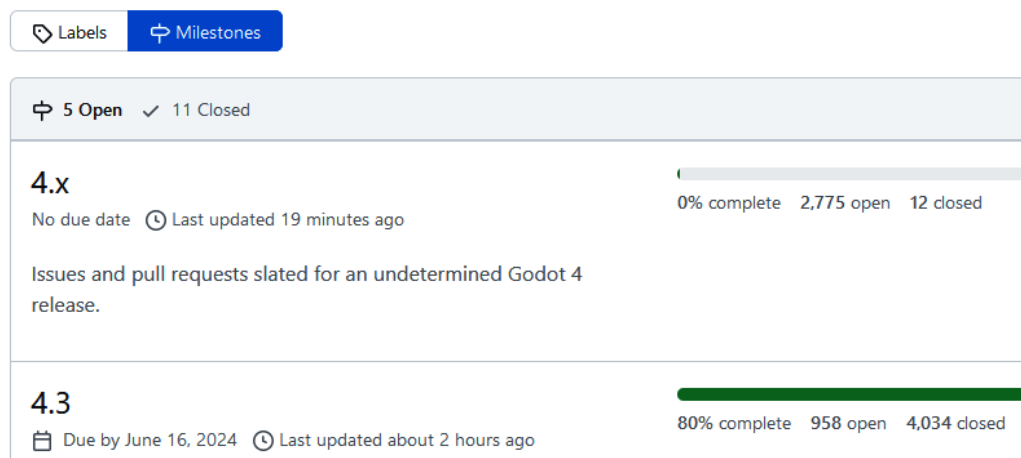 Labels Milestones
5 Open 11 Closed
4.x
No due date Last updated 19 minutes ago
0% complete 2,775 open 12 closed
Issues and pull requests slated for an undetermined Godot 4
release.
4.3
Due by June 16, 2024 Last updated about 2 hours ago
80% complete 958 open 4,034 closed